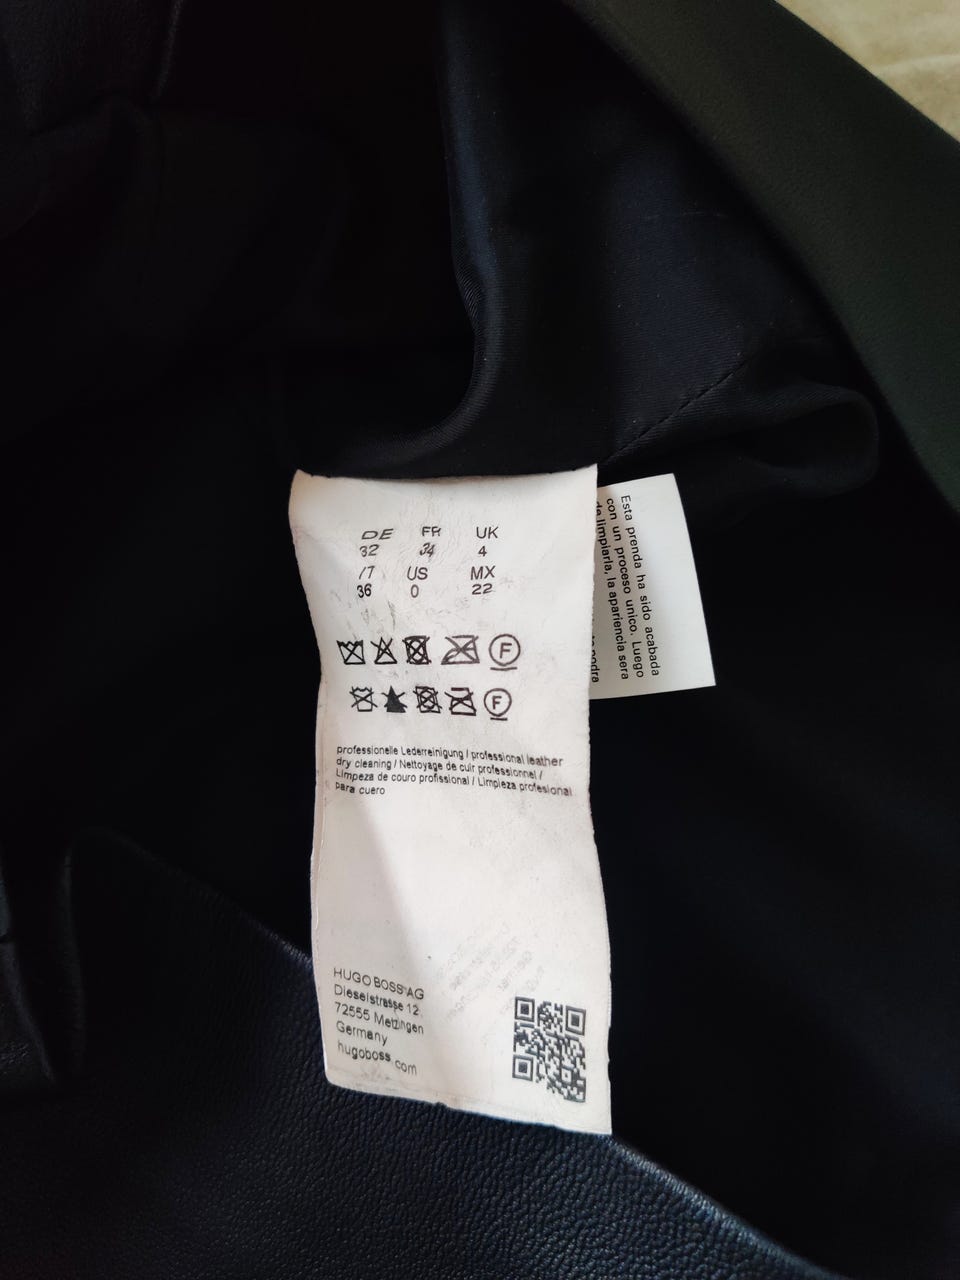 DE FR UK
32 34 4
IT US MX
36 0 22
F
F
professionelle Lederreinigung / professional leather
dry cleaning / Nettoyage de cuir professionnel /
Limpeza de couro profissional / Limpieza profesional
para cuero
HUGO BOSS AG
Dieselstrasse 12
72555 Metzingen
Germany
hugoboss.com
Esta prenda ha sido acabada
con un proceso unico. Luego
de limpiarla, la apariencia sera
podra